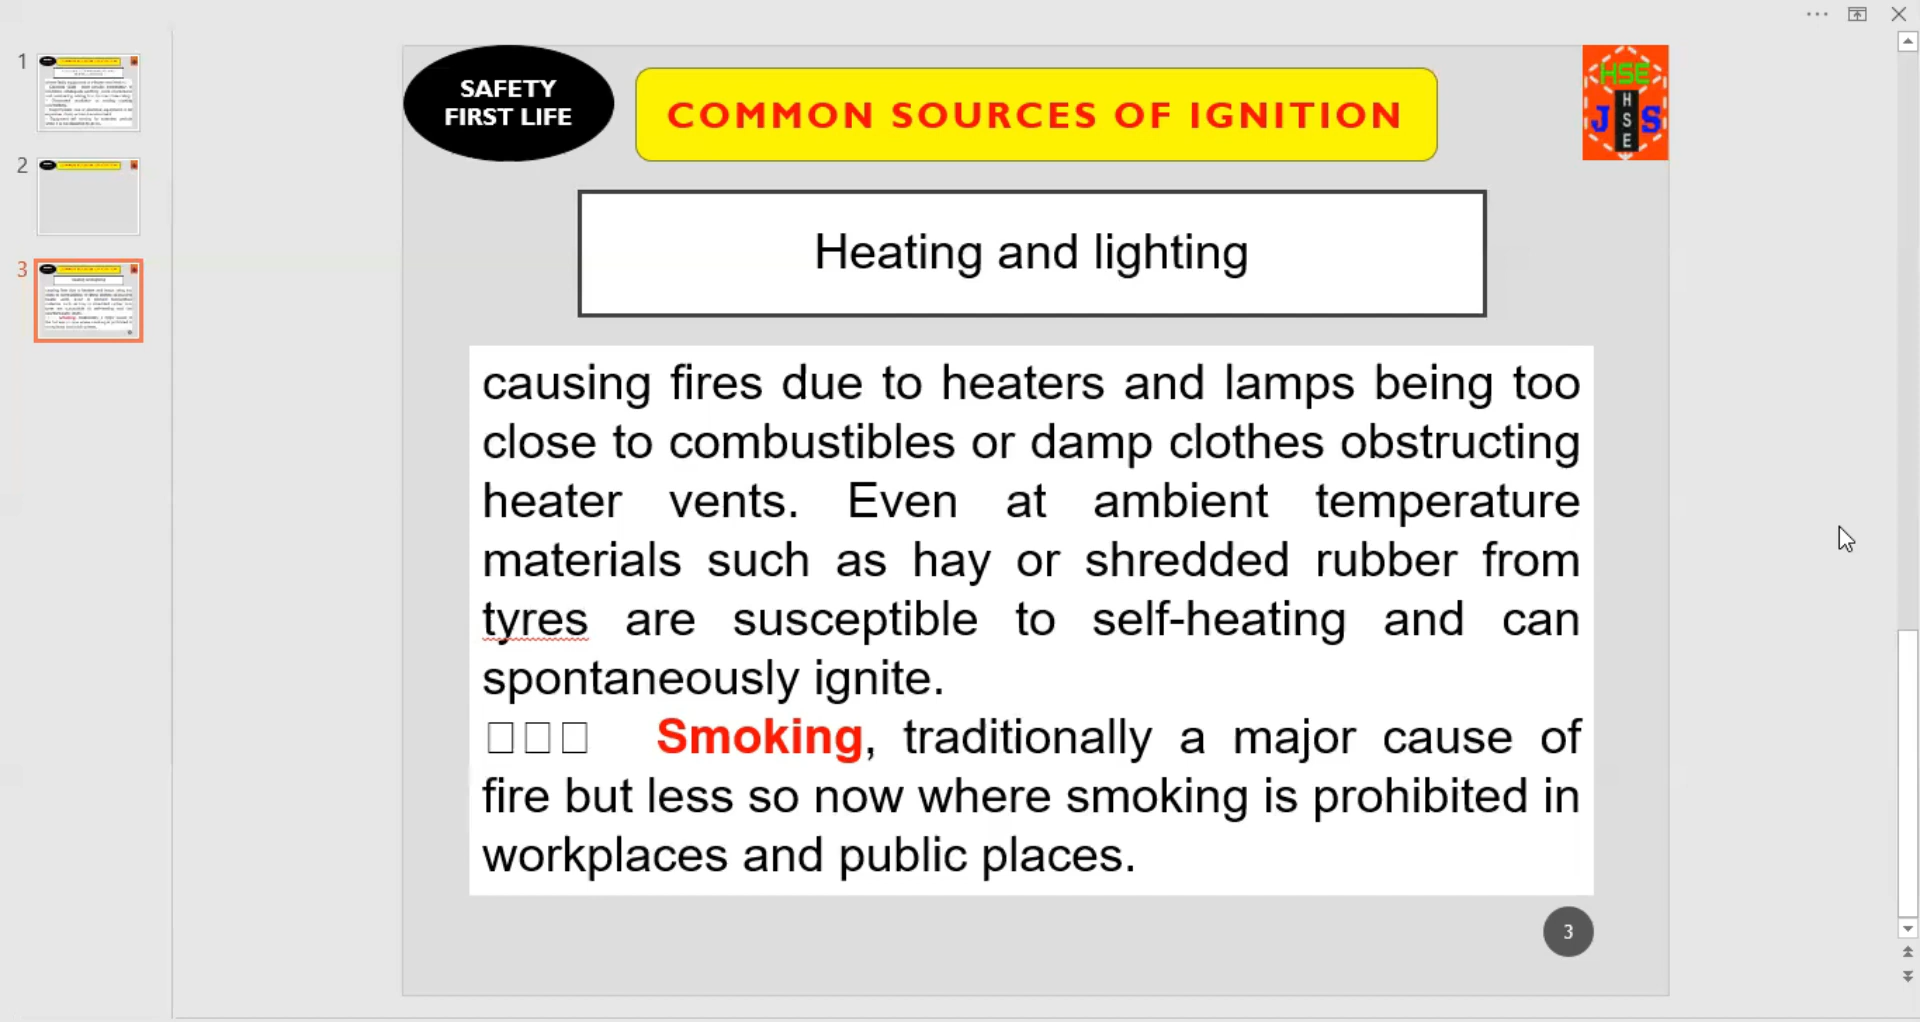 1
2
3
SAFETY
FIRST LIFE
COMMON SOURCES OF IGNITION
HSE
J HSE S
Heating and lighting
causing fires due to heaters and lamps being too
close to combustibles or damp clothes obstructing
heater vents. Even at ambient temperature
materials such as hay or shredded rubber from
tyres are susceptible to self-heating and can
spontaneously ignite.
□□□ Smoking, traditionally a major cause of
fire but less so now where smoking is prohibited in
workplaces and public places.
3